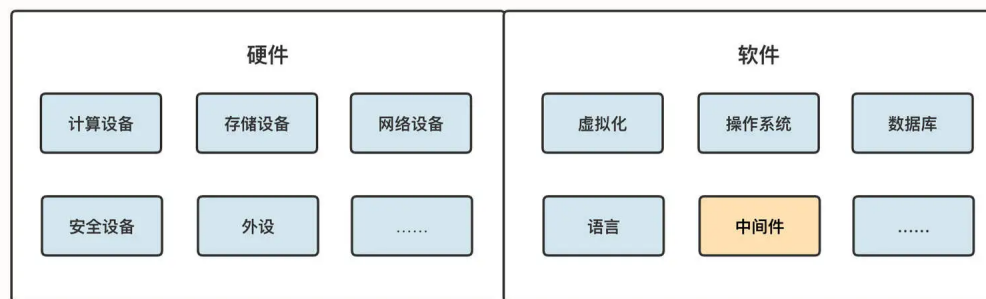 硬件
计算设备
存储设备
网络设备
安全设备
外设
……
软件
虚拟化
操作系统
数据库
语言
中间件
……